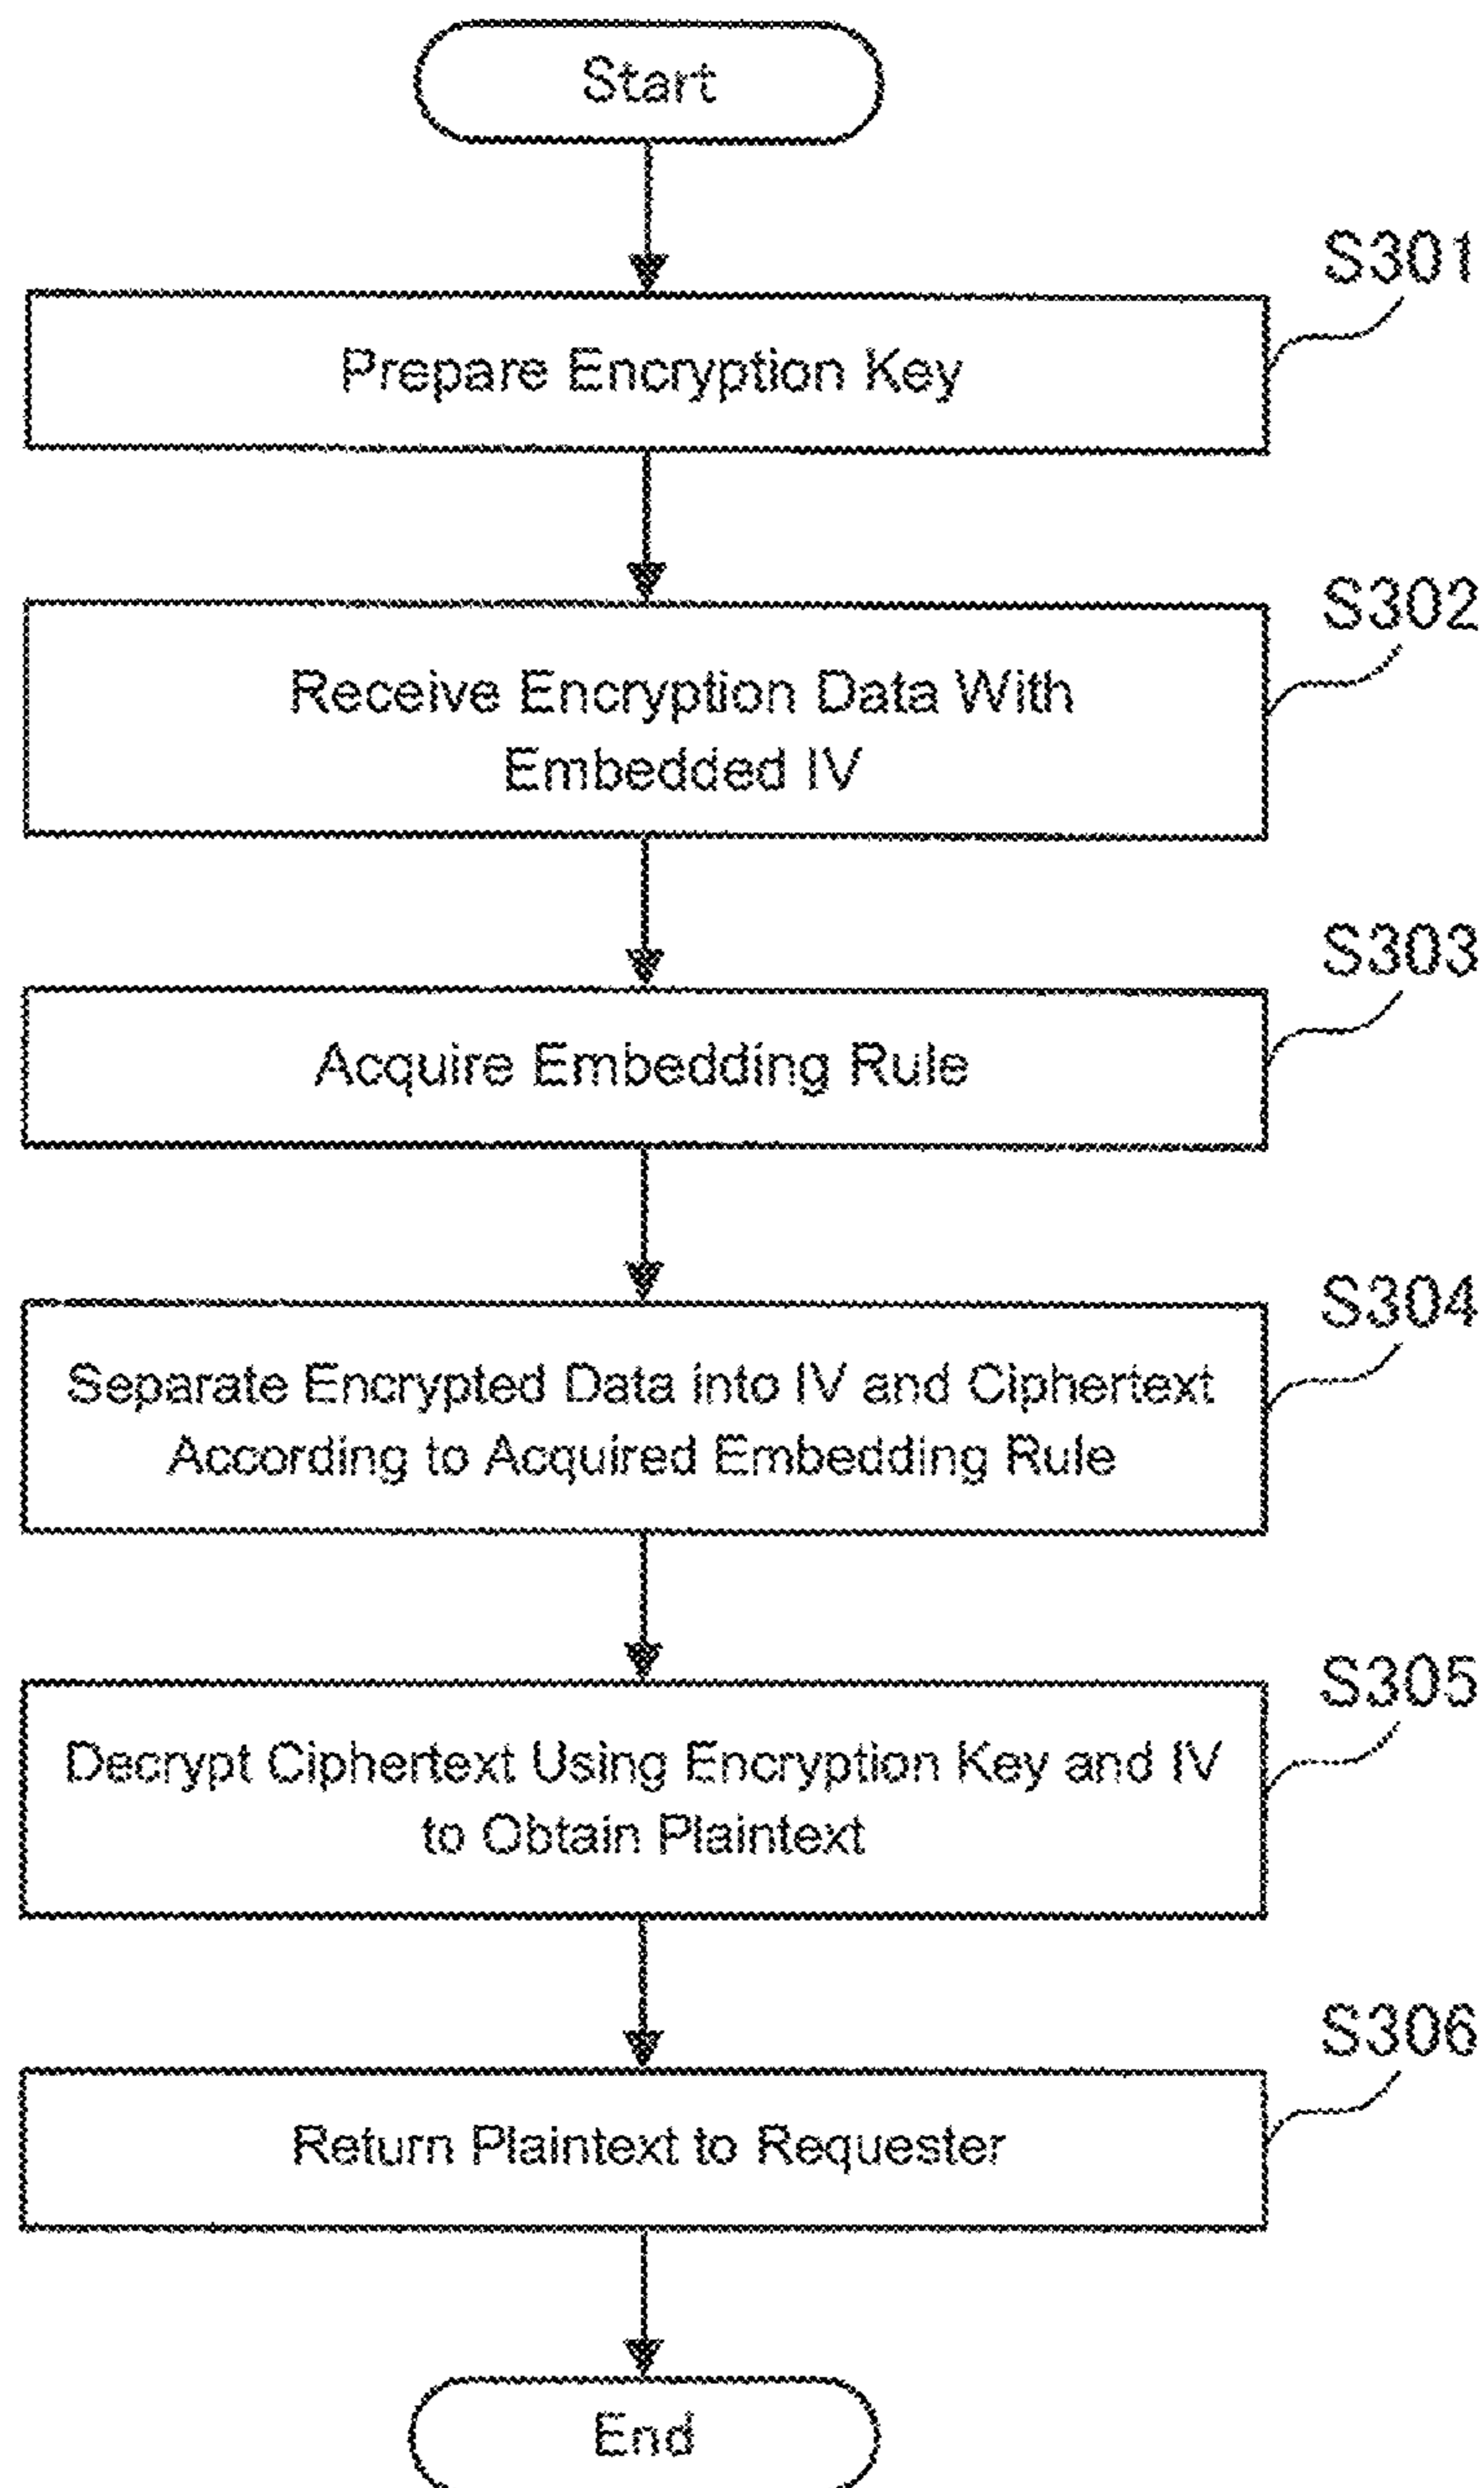 Start
S301
Prepare Encryption Key
S302
Receive Encryption Data With
Embedded IV
S303
Acquire Embedding Rule
S304
Separate Encrypted Data into IV and Ciphertext
According to Acquired Embedding Rule
S305
Decrypt Ciphertext Using Encryption Key and IV
to Obtain Plaintext
S306
Return Plaintext to Requester
End